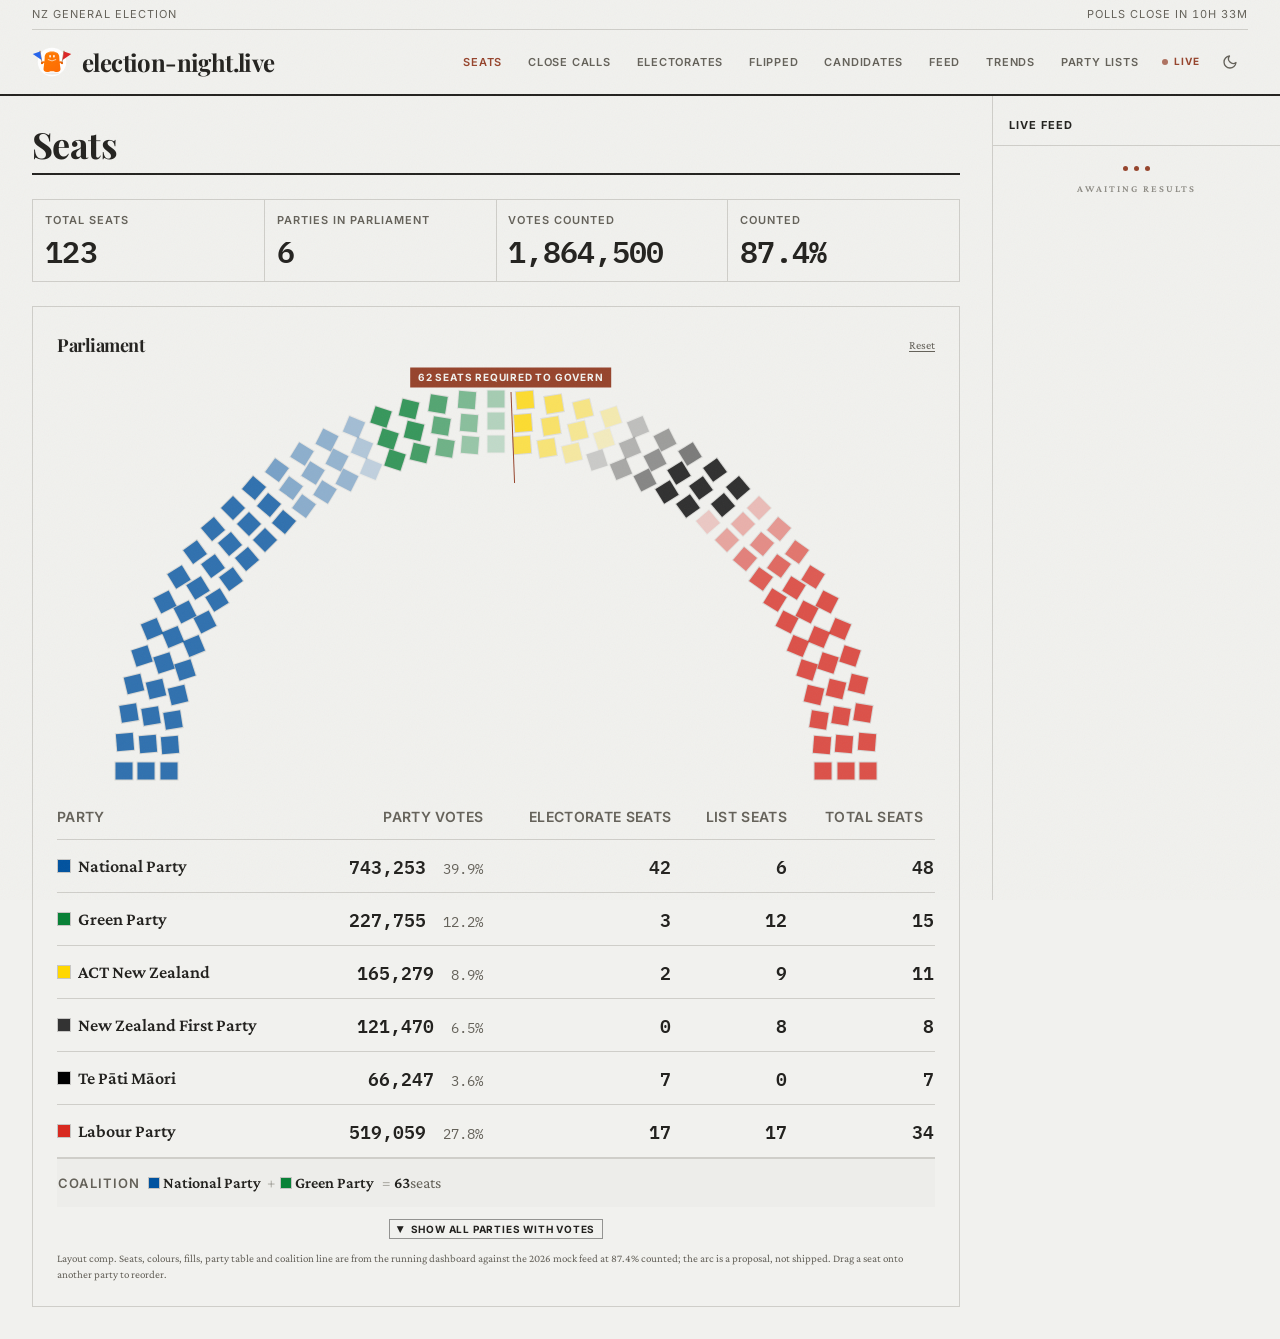 NZ GENERAL ELECTION
POLLS CLOSE IN 10H 33M
election-night.live
SEATS CLOSE CALLS ELECTORATES FLIPPED CANDIDATES FEED TRENDS PARTY LISTS LIVE
Seats
LIVE FEED
AWAITING RESULTS
TOTAL SEATS
123
PARTIES IN PARLIAMENT
6
VOTES COUNTED
1,864,500
COUNTED
87.4%
Parliament
Reset
62 SEATS REQUIRED TO GOVERN
PARTY PARTY VOTES ELECTORATE SEATS LIST SEATS TOTAL SEATS
National Party 743,253 39.9% 42 6 48
Green Party 227,755 12.2% 3 12 15
ACT New Zealand 165,279 8.9% 2 9 11
New Zealand First Party 121,470 6.5% 0 8 8
Te Pāti Māori 66,247 3.6% 7 0 7
Labour Party 519,059 27.8% 17 17 34
COALITION National Party + Green Party = 63seats
▼ SHOW ALL PARTIES WITH VOTES
Layout comp. Seats, colours, fills, party table and coalition line are from the running dashboard against the 2026 mock feed at 87.4% counted; the arc is a proposal, not shipped. Drag a seat onto
another party to reorder.